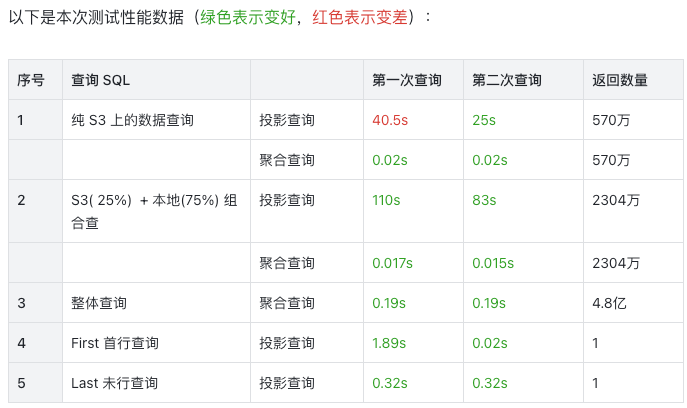 以下是本次测试性能数据（绿色表示变好，红色表示变差）：
序号 查询 SQL 第一次查询 第二次查询 返回数量
1 纯 S3 上的数据查询 投影查询 40.5s 25s 570万
聚合查询 0.02s 0.02s 570万
2 S3( 25%) + 本地(75%) 组 投影查询 110s 83s 2304万
合查
聚合查询 0.017s 0.015s 2304万
3 整体查询 聚合查询 0.19s 0.19s 4.8亿
4 First 首行查询 投影查询 1.89s 0.02s 1
5 Last 未行查询 投影查询 0.32s 0.32s 1